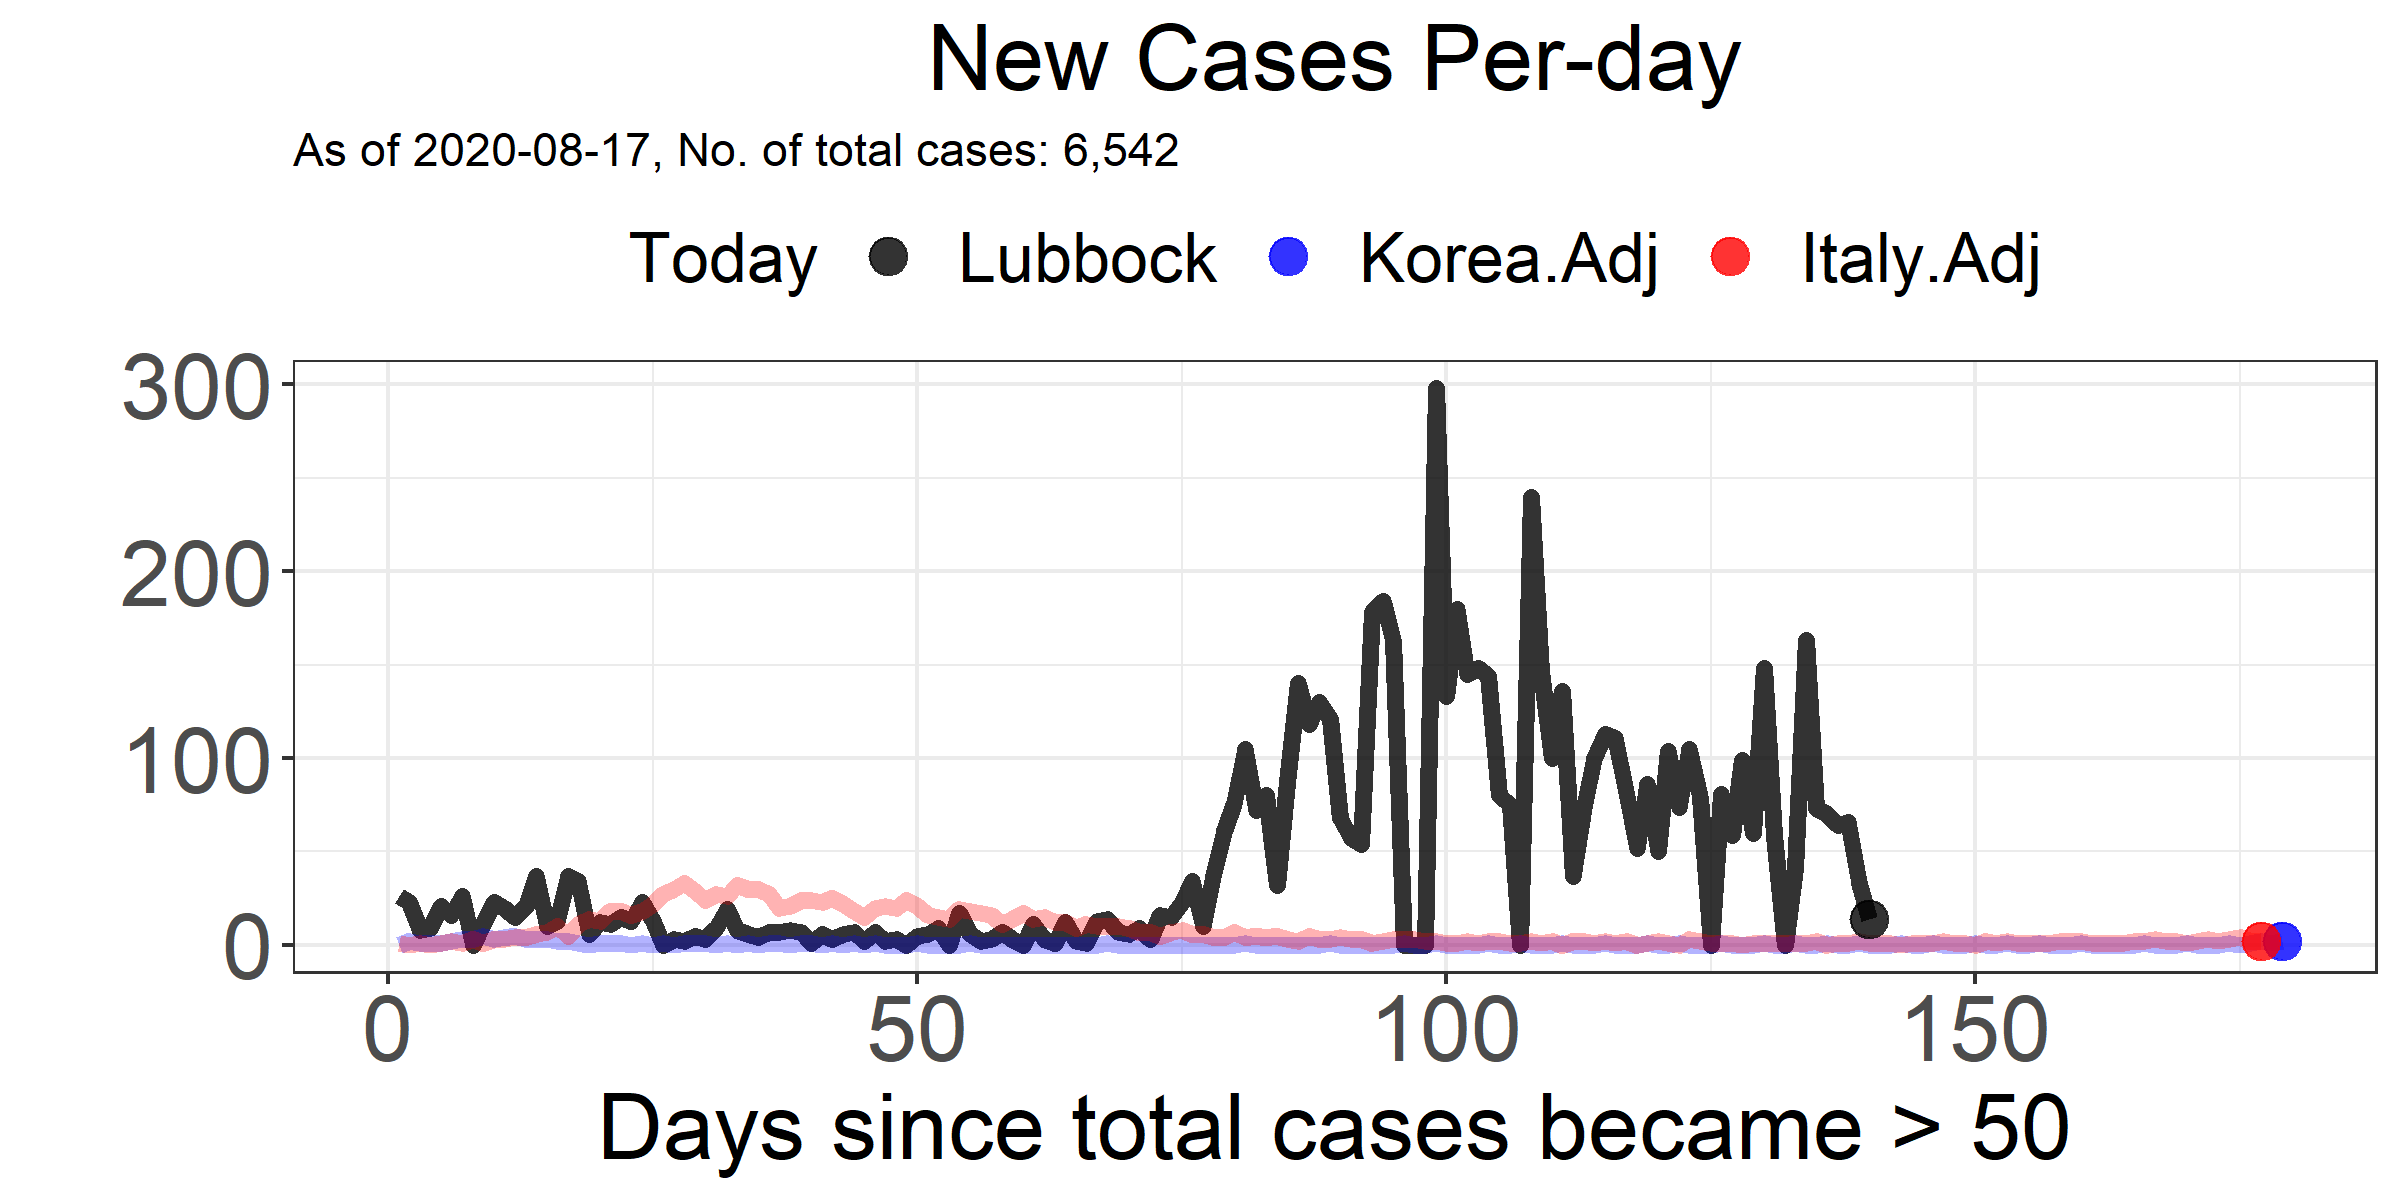 New Cases Per-day
As of 2020-08-17, No. of total cases: 6,542
Today Lubbock Korea.Adj Italy.Adj
300
200
100
0
0 50 100 150
Days since total cases became > 50